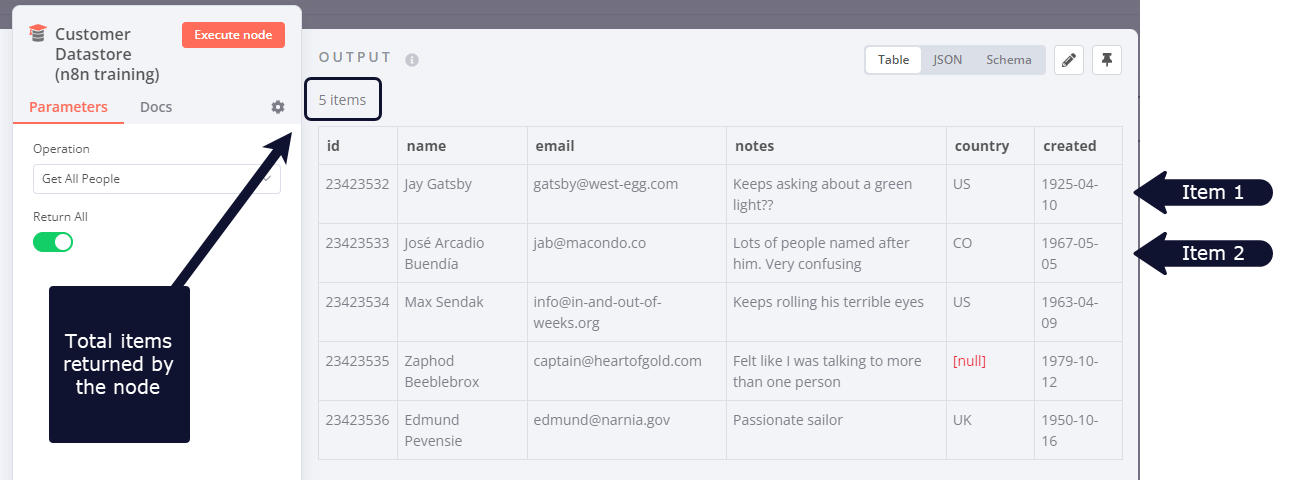 Customer
Datastore
(n8n training)
Execute node
Parameters
Docs
Operation
Get All People
Return All
Total items
returned by
the node
OUTPUT
Table
JSON
Schema
5 items
id
name
email
notes
country
created
23423532
Jay Gatsby
gatsby@west-egg.com
Keeps asking about a green
light??
US
1925-04-
10
23423533
José Arcadio
Buendía
jab@macondo.co
Lots of people named after
him. Very confusing
CO
1967-05-
05
23423534
Max Sendak
info@in-and-out-of-
weeks.org
Keeps rolling his terrible eyes
US
1963-04-
09
23423535
Zaphod
Beeblebrox
captain@heartofgold.com
Felt like I was talking to more
than one person
[null]
1979-10-
12
23423536
Edmund
Pevensie
edmund@narnia.gov
Passionate sailor
UK
1950-10-
16
Item 1
Item 2